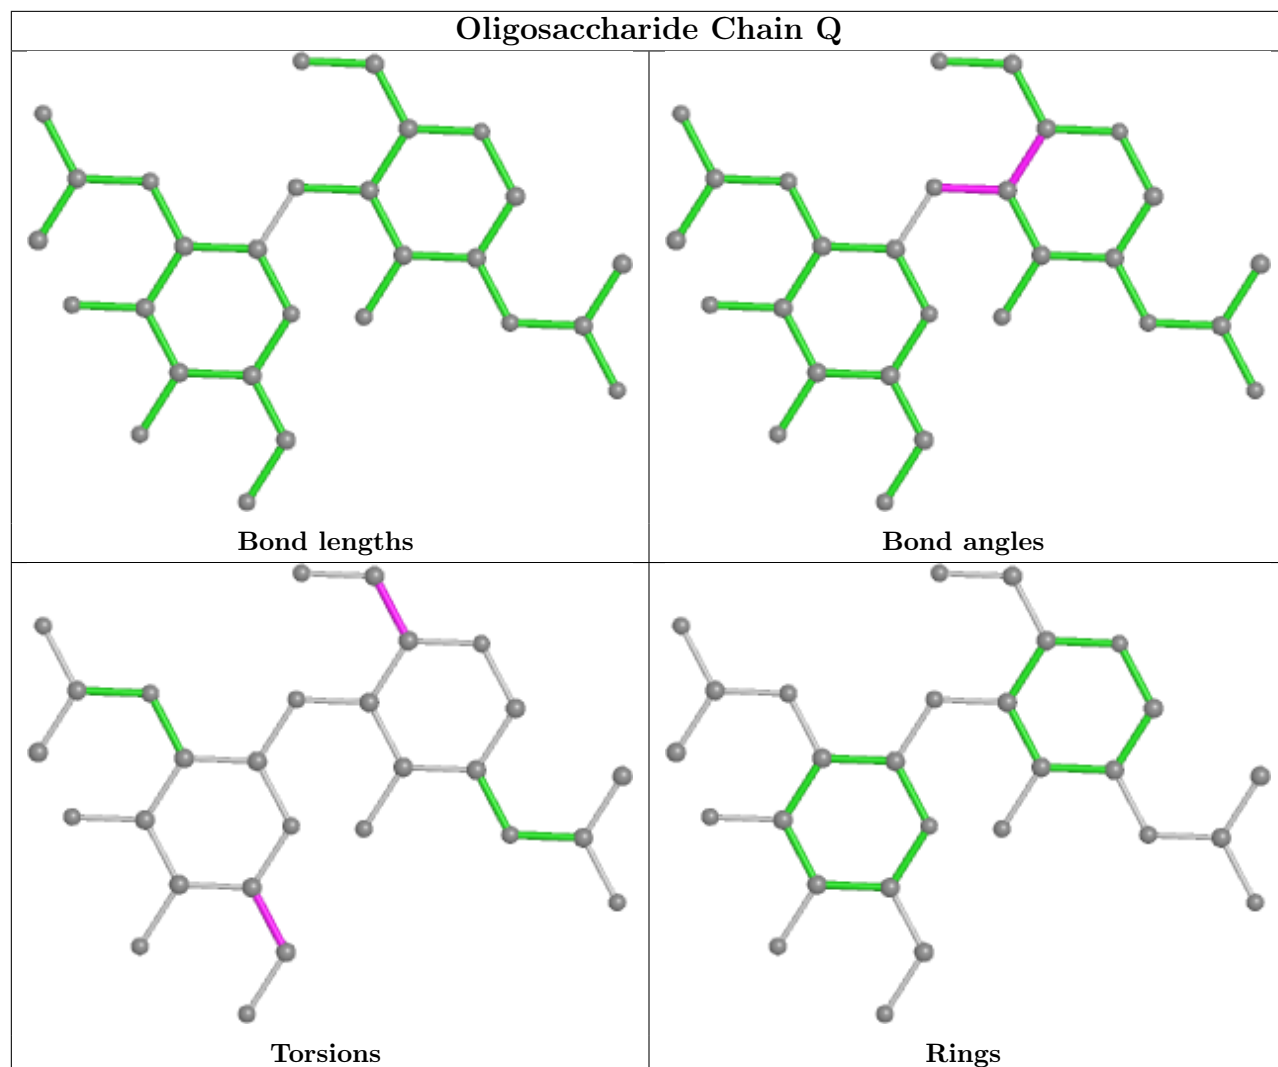 Oligosaccharide Chain Q
Bond lengths
Bond angles
Torsions
Rings